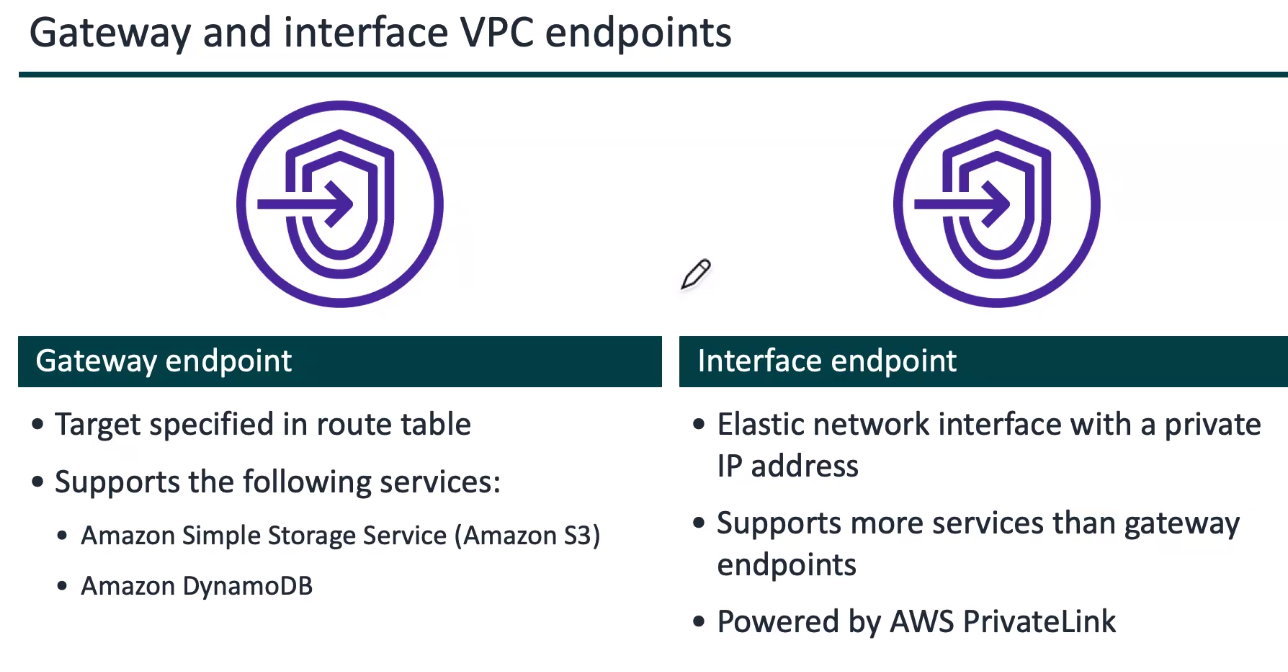 Gateway and interface VPC endpoints
Gateway endpoint
• Target specified in route table
• Supports the following services:
• Amazon Simple Storage Service (Amazon S3)
• Amazon DynamoDB
Interface endpoint
• Elastic network interface with a private
IP address
• Supports more services than gateway
endpoints
• Powered by AWS PrivateLink